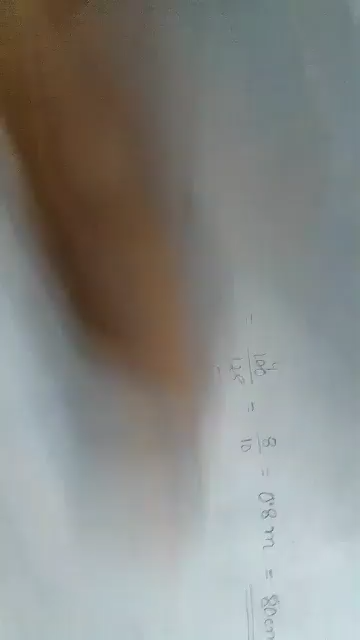 = 100/125 = 8/10 = 0.8 m = 80cm